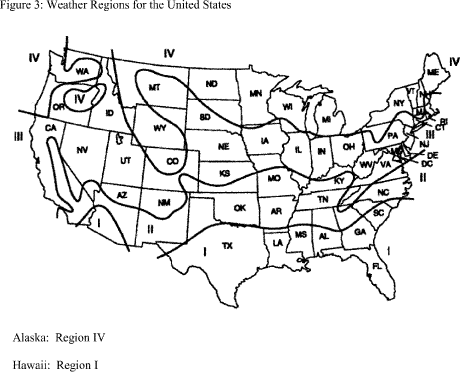 Figure 3: Weather Regions for the United States
IV
IV
IV
WA
MT
ND
MN
ME
VT
NH
OR
IV
ID
WI
MI
NY
MA
RI
CT
SD
WY
III
CA
NV
UT
CO
NE
IA
IL
IN
OH
PA
III
NJ
DE
DC
WV
VA
II
KS
MO
KY
NC
TN
SC
AZ
NM
OK
AR
I
II
I
TX
LA
MS
AL
GA
I
FL
Alaska: Region IV
Hawaii: Region I